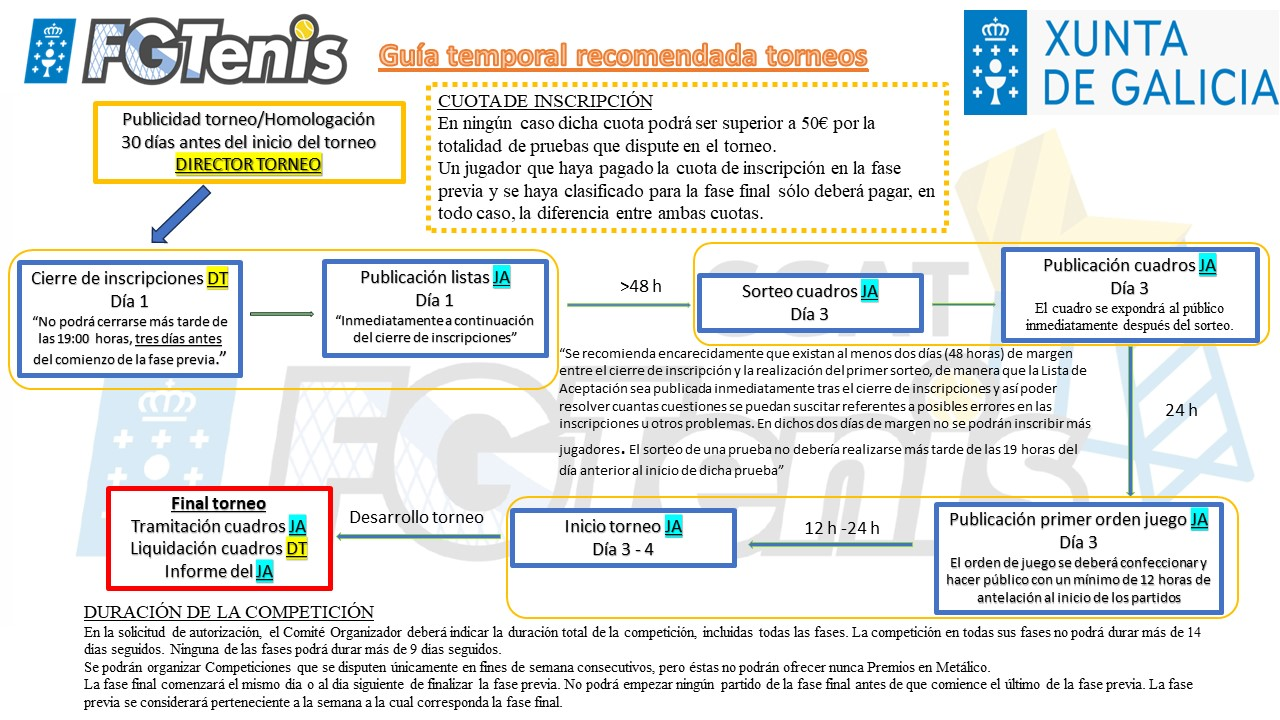 FGTenis
Guía temporal recomendada torneos
XUNTA
DE GALICIA
Publicidad torneo/Homologación
30 días antes del inicio del torneo
DIRECTOR TORNEO
CUOTA DE INSCRIPCIÓN
En ningún caso dicha cuota podrá ser superior a 50€ por la
totalidad de pruebas que dispute en el torneo.
Un jugador que haya pagado la cuota de inscripción en la fase
previa y se haya clasificado para la fase final sólo deberá pagar, en
todo caso, la diferencia entre ambas cuotas.
Cierre de inscripciones DT
Día 1
“No podrá cerrarse más tarde de
las 19:00 horas, tres días antes
del comienzo de la fase previa.”
Publicación listas JA
Día 1
“Inmediatamente a continuación
del cierre de inscripciones”
>48 h
Sorteo cuadros JA
Día 3
Publicación cuadros JA
Día 3
El cuadro se expondrá al público
inmediatamente después del sorteo.
“Se recomienda encarecidamente que existan al menos dos días (48 horas) de margen
entre el cierre de inscripción y la realización del primer sorteo, de manera que la Lista de
Aceptación sea publicada inmediatamente tras el cierre de inscripciones y así poder
resolver cuantas cuestiones se puedan suscitar referentes a posibles errores en las
inscripciones u otros problemas. En dichos dos días de margen no se podrán inscribir más
jugadores. El sorteo de una prueba no debería realizarse más tarde de las 19 horas del
día anterior al inicio de dicha prueba”
24 h
Publicación primer orden juego JA
Día 3
El orden de juego se deberá confeccionar y
hacer público con un mínimo de 12 horas de
antelación al inicio de los partidos
12 h -24 h
Inicio torneo JA
Día 3 - 4
Desarrollo torneo
Final torneo
Tramitación cuadros JA
Liquidación cuadros DT
Informe del JA
DURACIÓN DE LA COMPETICIÓN
En la solicitud de autorización, el Comité Organizador deberá indicar la duración total de la competición, incluidas todas las fases. La competición en todas sus fases no podrá durar más de 14
días seguidos. Ninguna de las fases podrá durar más de 9 días seguidos.
Se podrán organizar Competiciones que se disputen únicamente en fines de semana consecutivos, pero éstas no podrán ofrecer nunca Premios en Metálico.
La fase final comenzará el mismo día o al día siguiente de finalizar la fase previa. No podrá empezar ningún partido de la fase final antes de que comience el último de la fase previa. La fase
previa se considerará perteneciente a la semana a la cual corresponda la fase final.